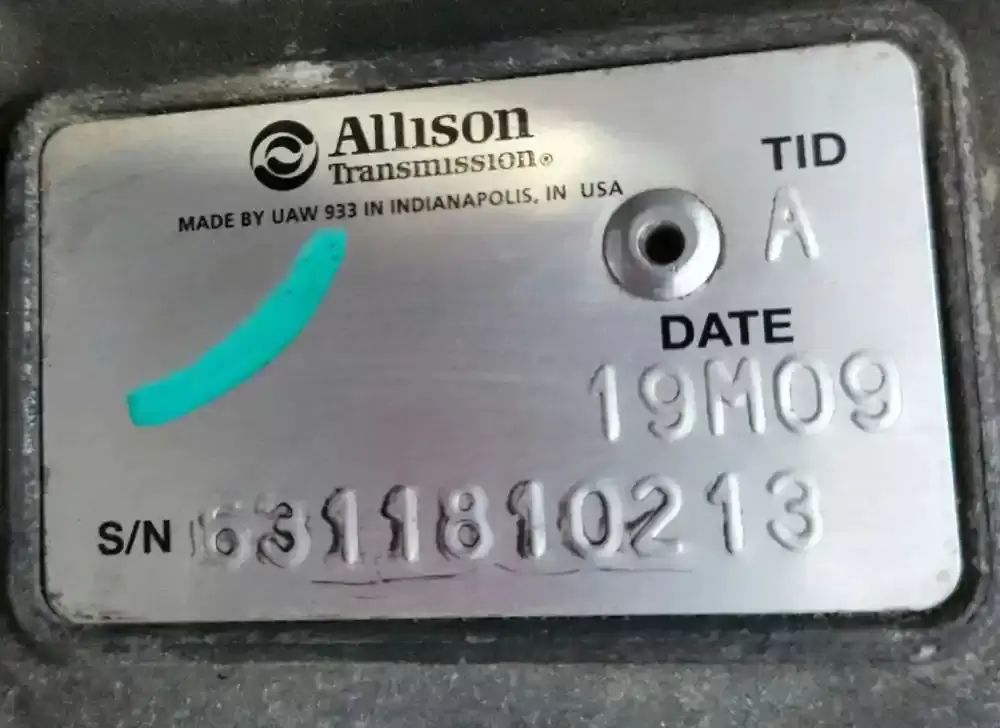 Allison
Transmission®
MADE BY UAW 933 IN INDIANAPOLIS, IN USA
TID
A
DATE
19M09
S/N 6311810213